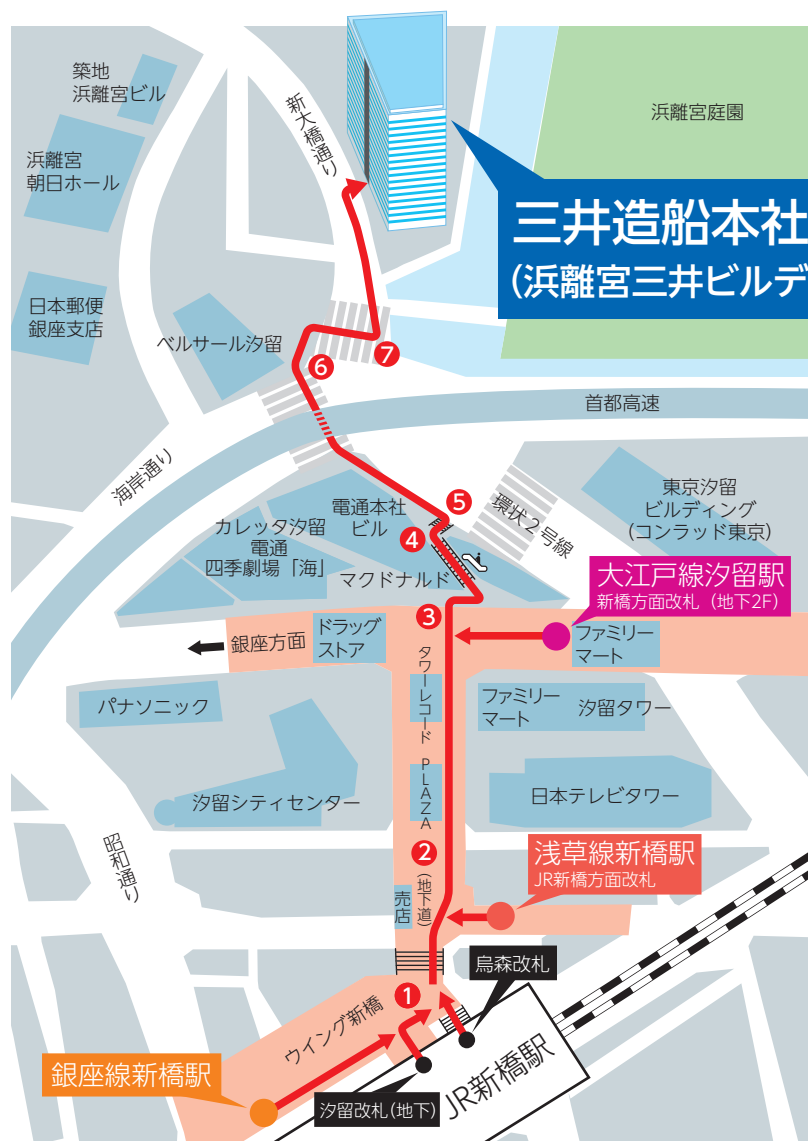 築地
浜離宮ビル
浜離宮
朝日ホール
新大橋通り
浜離宮庭園
三井造船本社
(浜離宮三井ビルデ
日本郵便
銀座支店
ベルサール汐留
7
6
首都高速
海岸通り
5
環状2号線
東京汐留
ビルディング
(コンラッド東京)
電通本社
ビル
4
カレッタ汐留
電通
四季劇場「海」
マクドナルド
大江戸線汐留駅
新橋方面改札(地下2F)
3
銀座方面
ドラッグ
ストア
ファミリー
マート
タワーレコード
パナソニック
ファミリー
マート
汐留タワー
PLAZA
汐留シティセンター
日本テレビタワー
昭和通り
2
(地下道)
浅草線新橋駅
JR新橋方面改札
売店
烏森改札
1
ウイング新橋
銀座線新橋駅
汐留改札(地下)
JR新橋駅